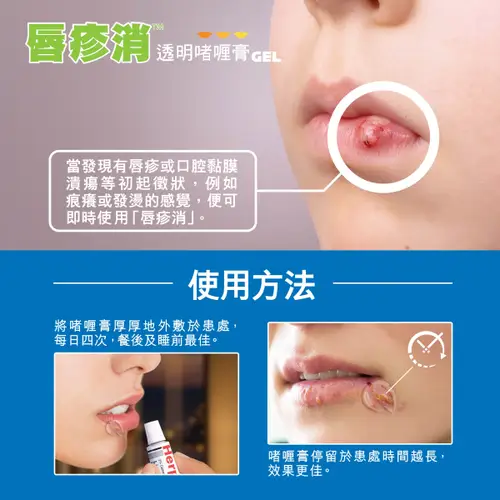 唇疹消™
透明啫喱膏GEL
當發現有唇疹或口腔黏膜
潰瘍等初起徵狀，例如
痕癢或發燙的感覺，便可
即時使用「唇疹消」。
使用方法
將啫喱膏厚厚地外敷於患處，
每日四次，餐後及睡前最佳。
Her
啫喱膏停留於患處時間越長，
效果更佳。